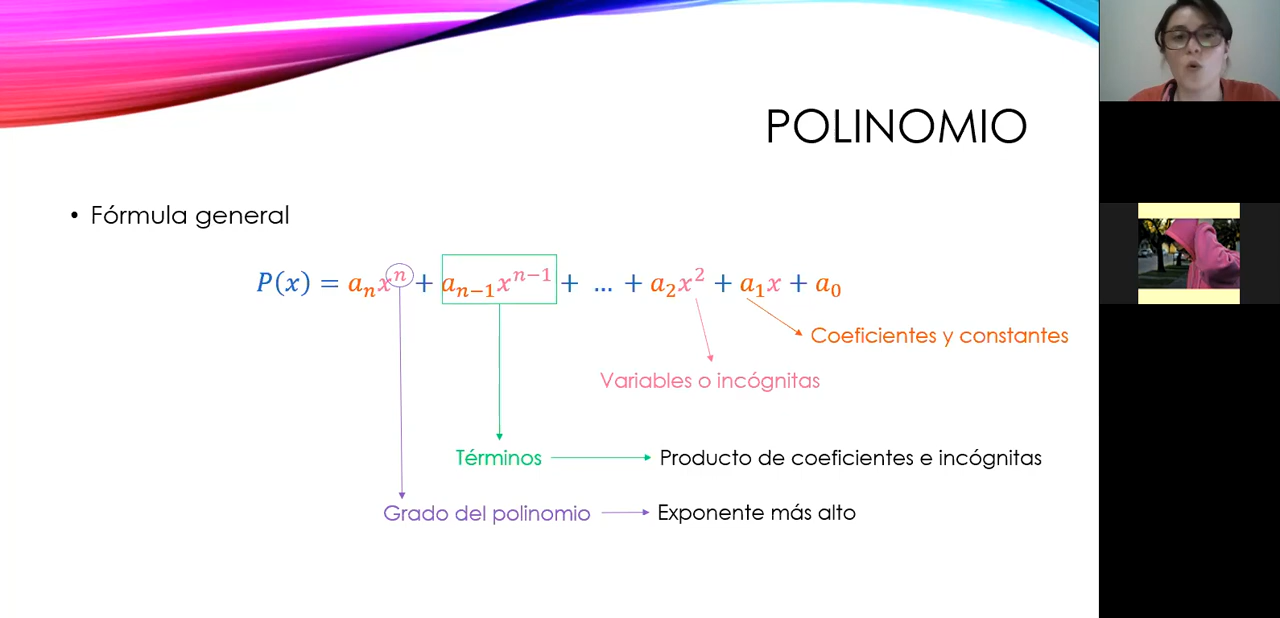 POLINOMIO
• Fórmula general
P(x) = aₙxⁿ + aₙ₋₁xⁿ⁻¹ + … + a₂x² + a₁x + a₀
Coeficientes y constantes
Variables o incógnitas
Términos → Producto de coeficientes e incógnitas
Grado del polinomio → Exponente más alto